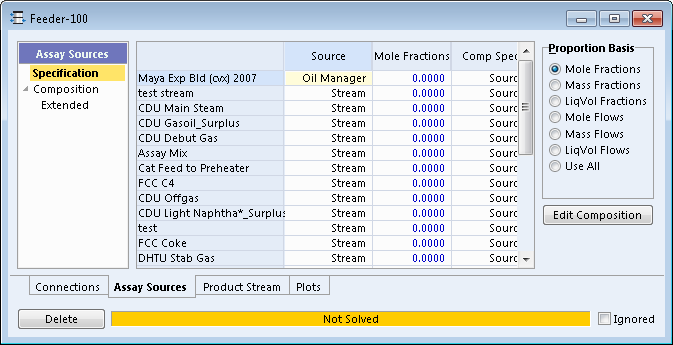 Feeder-100
Assay Sources
Specification
Composition
Extended
Source Mole Fractions Comp Spec
Maya Exp Bld (cvx) 2007 Oil Manager 0.0000 Sourc
test stream Stream 0.0000 Sourc
CDU Main Steam Stream 0.0000 Sourc
CDU Gasoil_Surplus Stream 0.0000 Sourc
CDU Debut Gas Stream 0.0000 Sourc
Assay Mix Stream 0.0000 Sourc
Cat Feed to Preheater Stream 0.0000 Sourc
FCC C4 Stream 0.0000 Sourc
CDU Offgas Stream 0.0000 Sourc
CDU Light Naphtha*_Surplus Stream 0.0000 Sourc
test Stream 0.0000 Sourc
FCC Coke Stream 0.0000 Sourc
DHTU Stab Gas Stream 0.0000 Sourc
Proportion Basis
Mole Fractions
Mass Fractions
LiqVol Fractions
Mole Flows
Mass Flows
LiqVol Flows
Use All
Edit Composition
Connections Assay Sources Product Stream Plots
Delete Not Solved Ignored